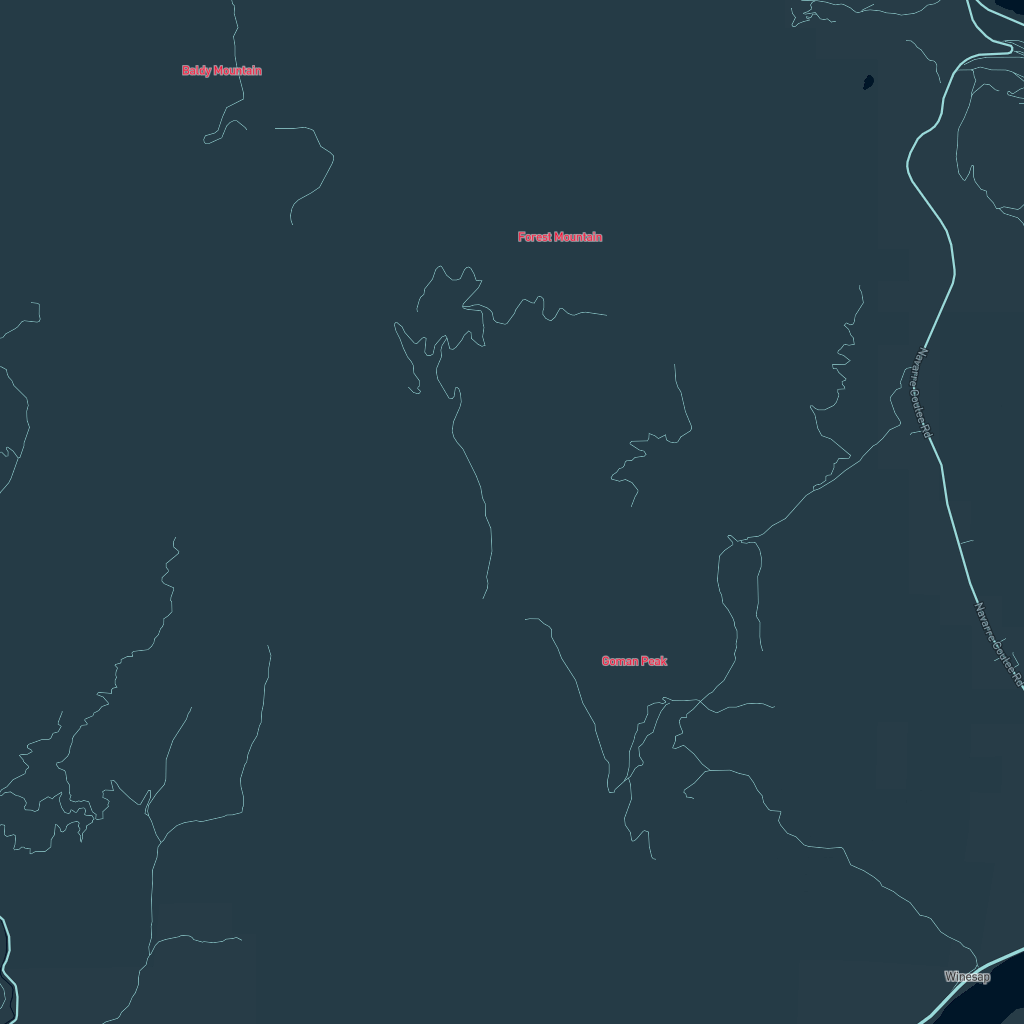 Baldy Mountain
Forest Mountain
Navarre Coulee Rd
Navarre Coulee Rd
Goman Peak
Winesap